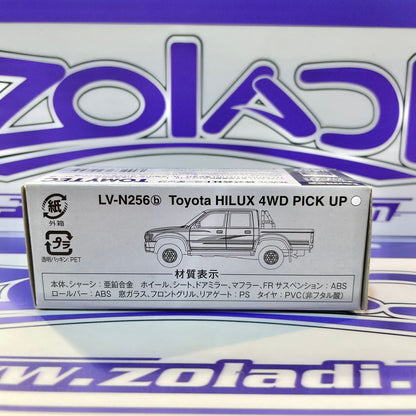 ZOLADI
TOMYTEC
LV-N256ⓑ Toyota HILUX 4WD PICK UP
紙
外箱
プラ
透明パッキン:PET
材質表示
本体、シャーシ：亜鉛合金　ホイール、シート、ドアミラー、マフラー、FRサスペンション：ABS
ロールバー：ABS　窓ガラス、フロントグリル、リアゲート：PS　タイヤ：PVC(非フタル酸)
www.zoladi.